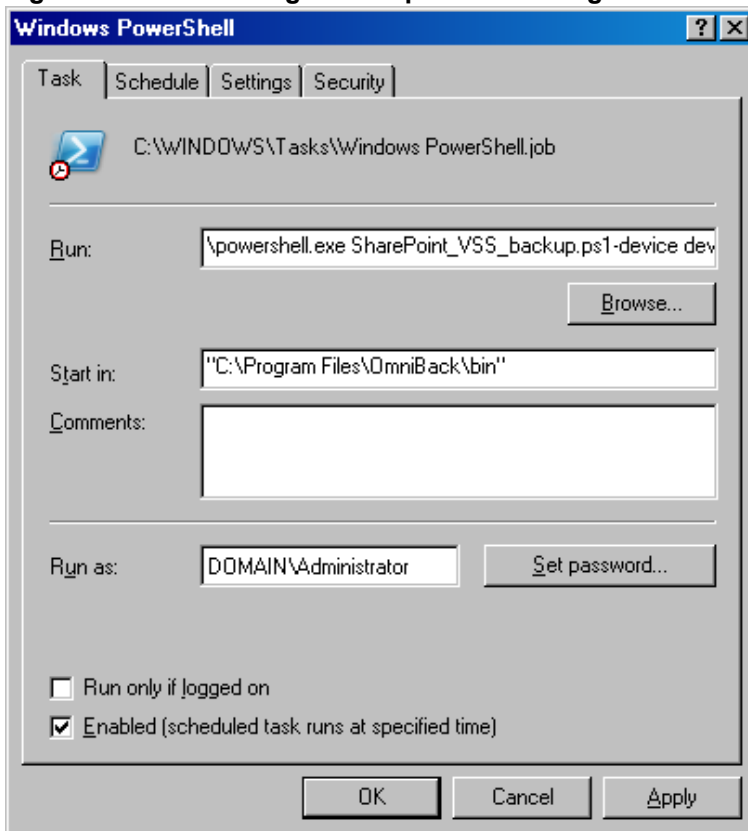 Windows PowerShell
Task Schedule Settings Security
C:\WINDOWS\Tasks\Windows PowerShell.job
Run: \powershell.exe SharePoint_VSS_backup.ps1-device dev
Browse...
Start in: "C:\Program Files\OmniBack\bin"
Comments:
Run as: DOMAIN\Administrator Set password...
Run only if logged on
Enabled (scheduled task runs at specified time)
OK Cancel Apply